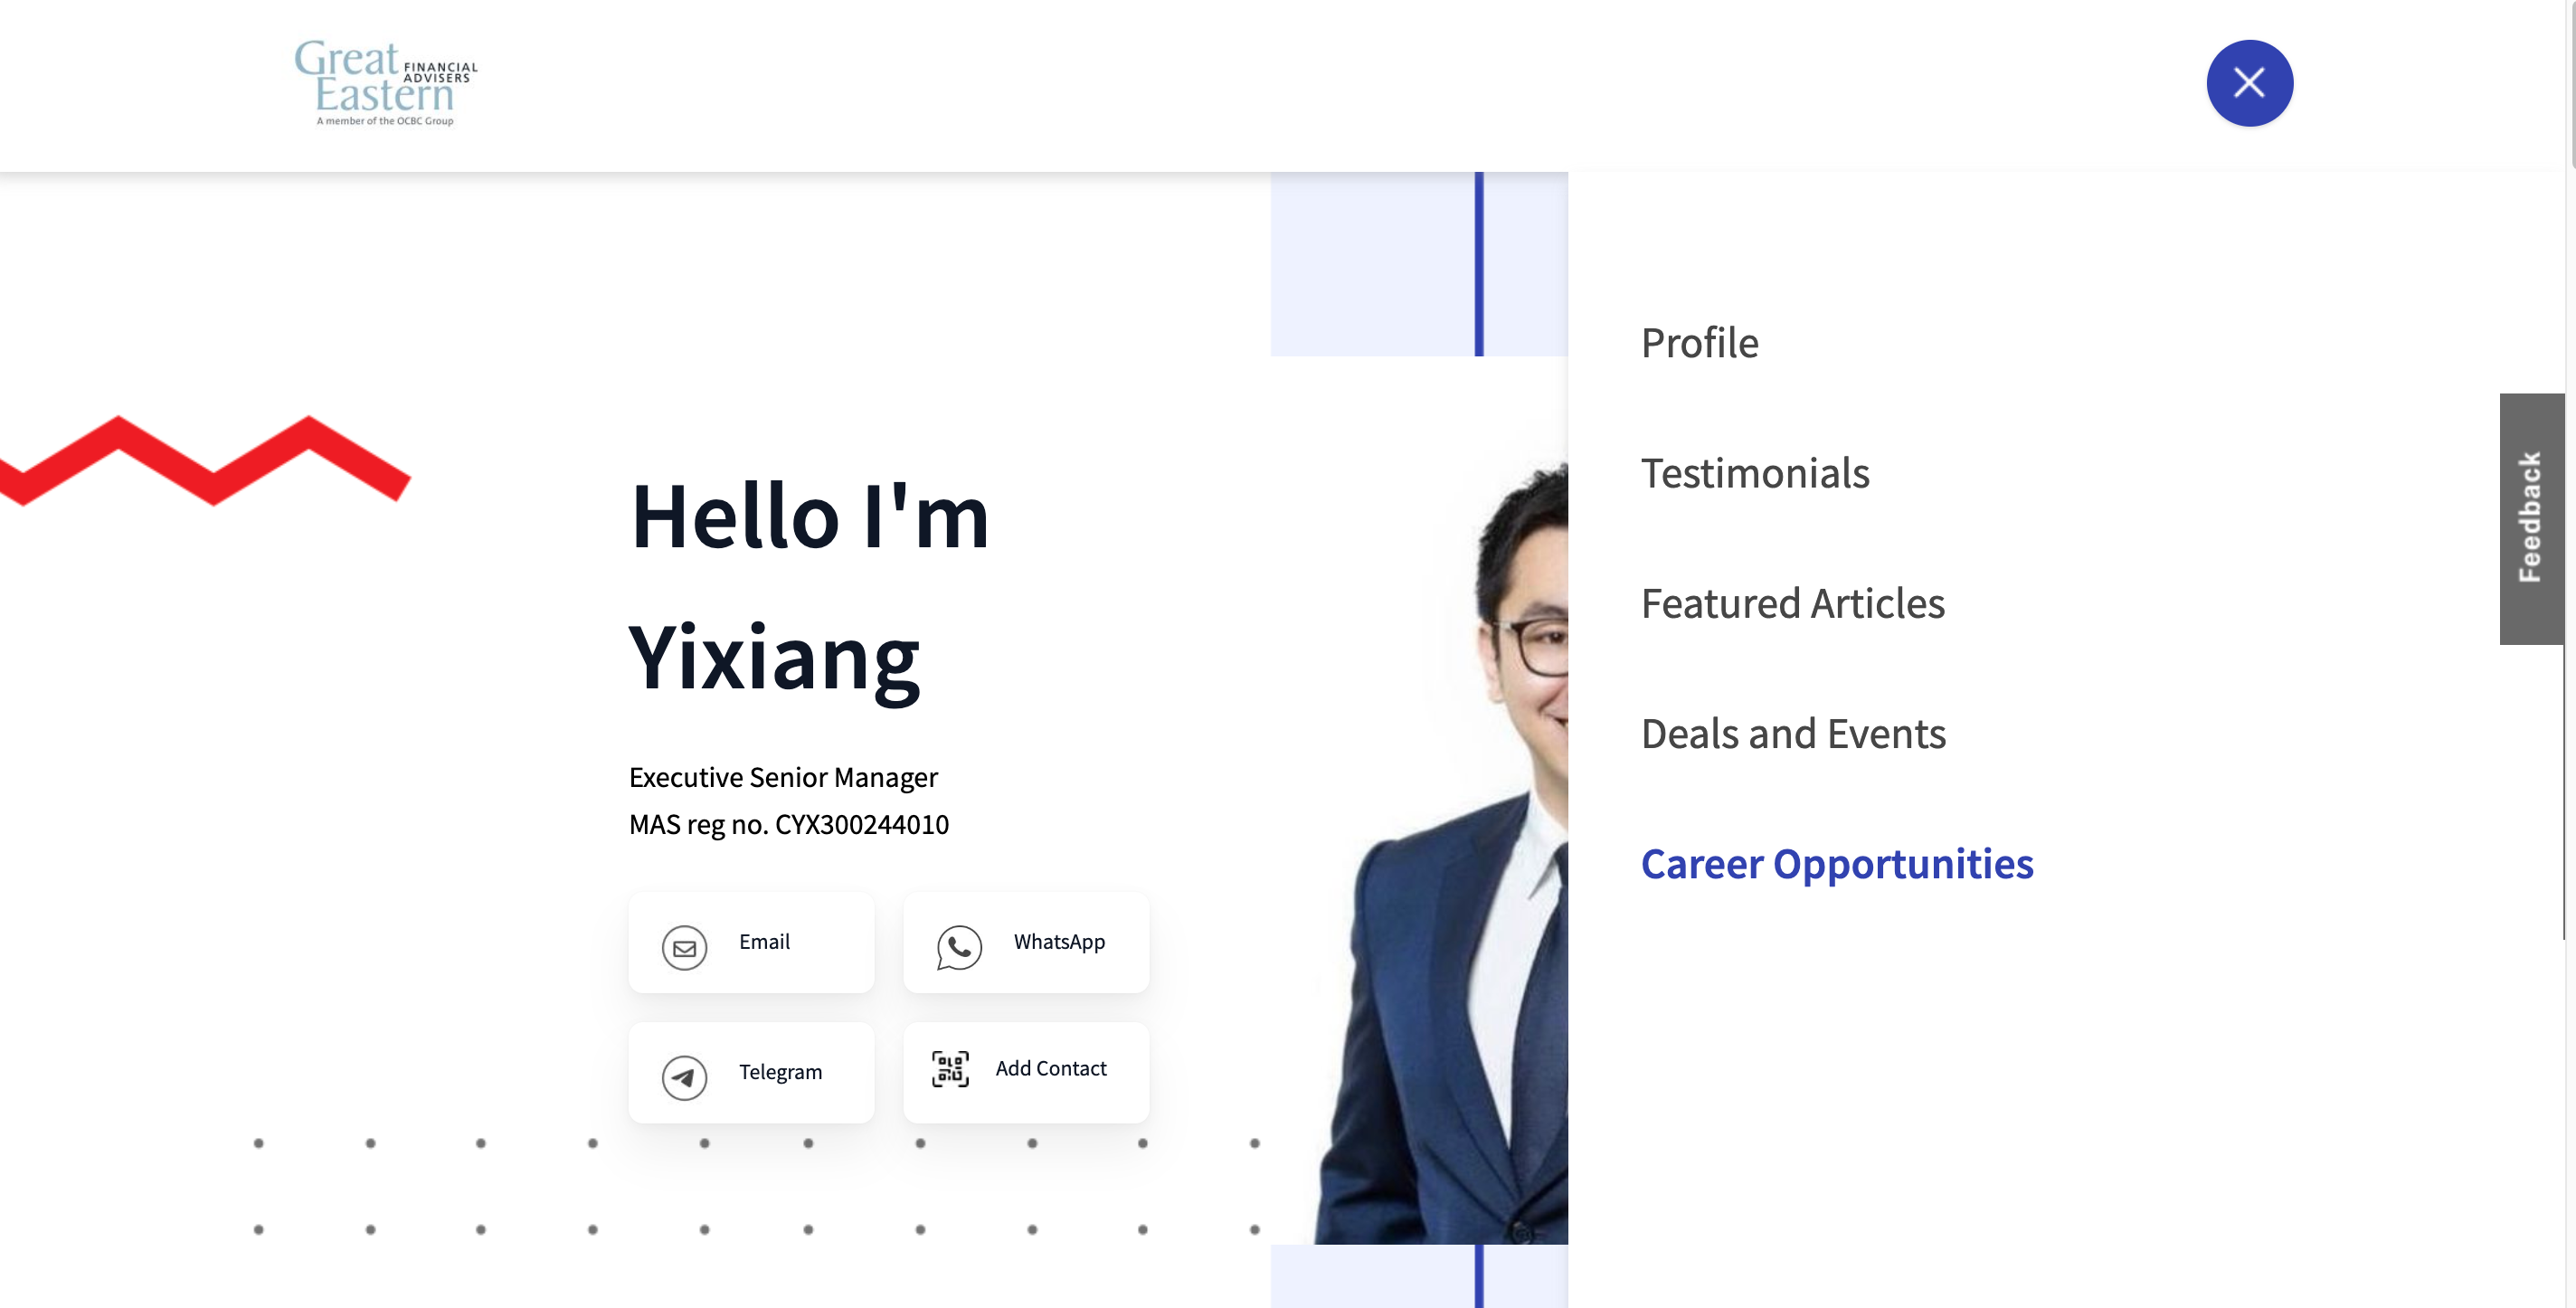 Great
FINANCIAL
ADVISERS
Eastern
A member of the OCBC Group
Hello I'm
Yixiang
Executive Senior Manager
MAS reg no. CYX300244010
Email
WhatsApp
Telegram
Add Contact
Profile
Testimonials
Featured Articles
Deals and Events
Career Opportunities
Feedback